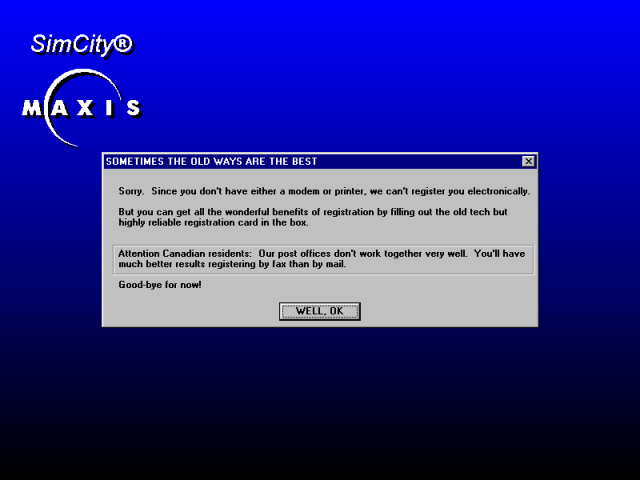 SimCity®
MAXIS
SOMETIMES THE OLD WAYS ARE THE BEST
Sorry.  Since you don't have either a modem or printer, we can't register you electronically.
But you can get all the wonderful benefits of registration by filling out the old tech but
highly reliable registration card in the box.
Attention Canadian residents:  Our post offices don't work together very well.  You'll have
much better results registering by fax than by mail.
Good-bye for now!
WELL, OK